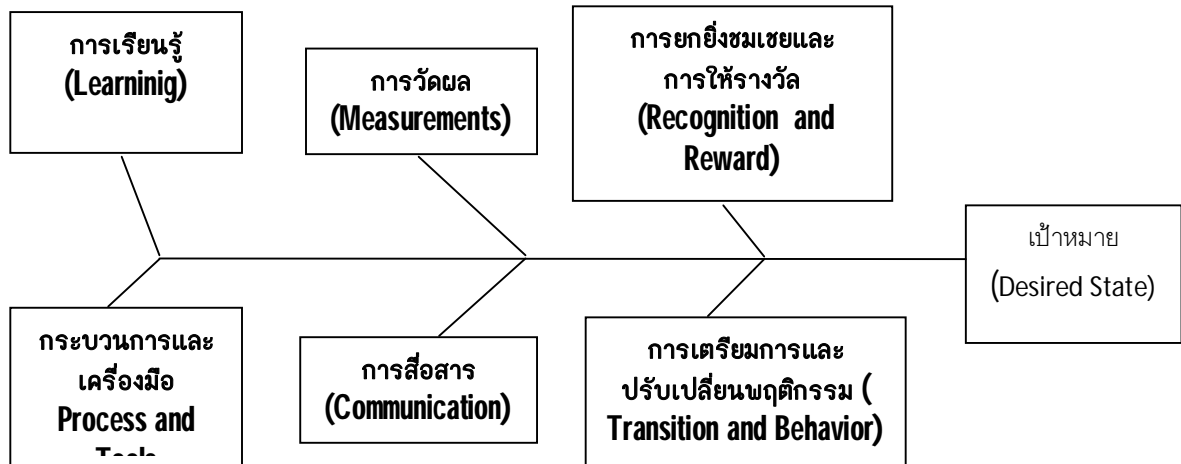 การเรียนรู้
(Learninig)
การวัดผล
(Measurements)
การยกยิ่งชมเชยและ
การให้รางวัล
(Recognition and
Reward)
เป้าหมาย
(Desired State)
กระบวนการและ
เครื่องมือ
Process and
การสื่อสาร
(Communication)
การเตรียมการและ
ปรับเปลี่ยนพฤติกรรม (
Transition and Behavior)